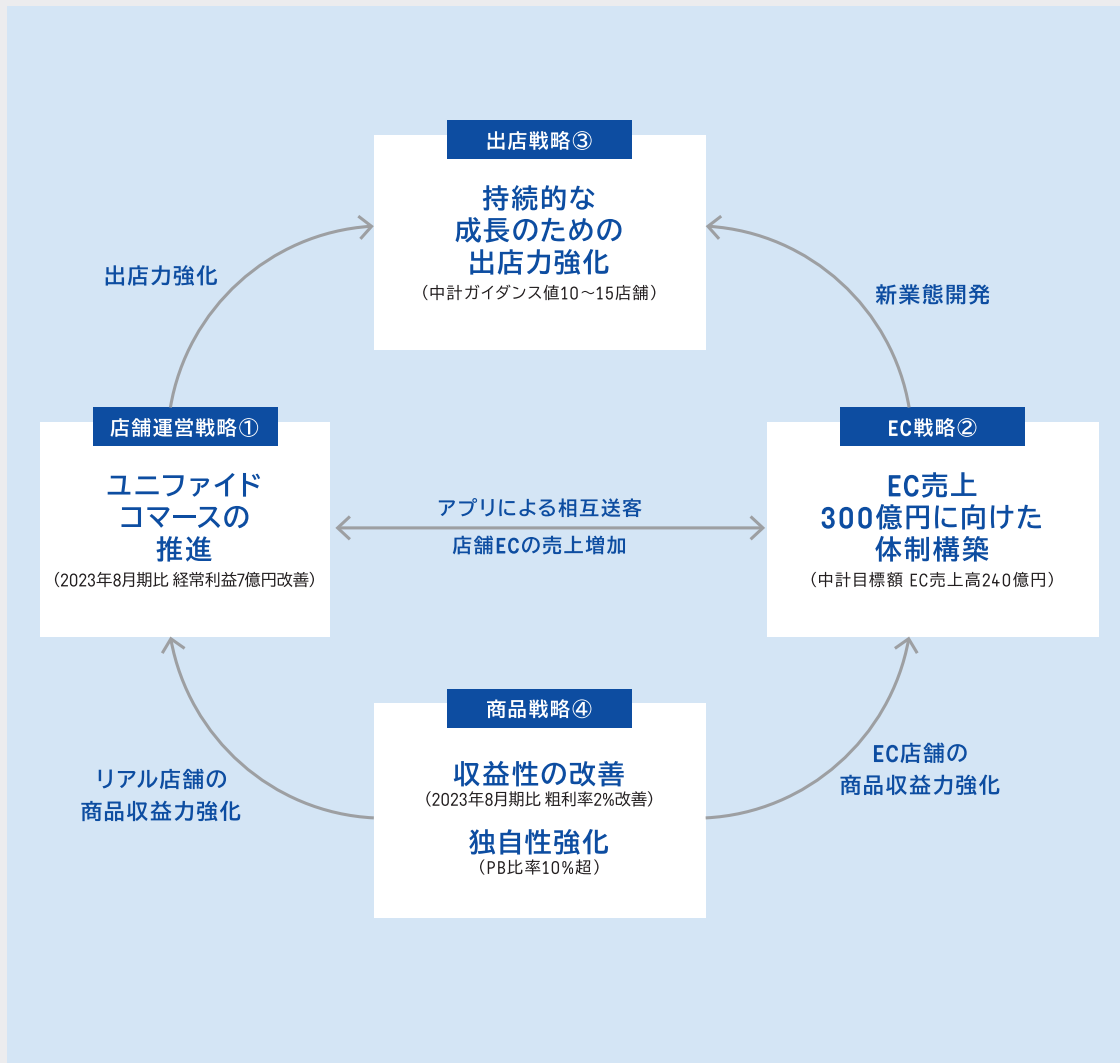 出店戦略③
持続的な
成長のための
出店力強化
（中計ガイダンス値10～15店舗）
出店力強化
新業態開発
店舗運営戦略①
ユニファイド
コマースの
推進
（2023年8月期比 経常利益7億円改善）
アプリによる相互送客
店舗ECの売上増加
EC戦略②
EC売上
300億円に向けた
体制構築
（中計目標額 EC売上高240億円）
商品戦略④
収益性の改善
（2023年8月期比 粗利率2%改善）
独自性強化
（PB比率10%超）
リアル店舗の
商品収益力強化
EC店舗の
商品収益力強化